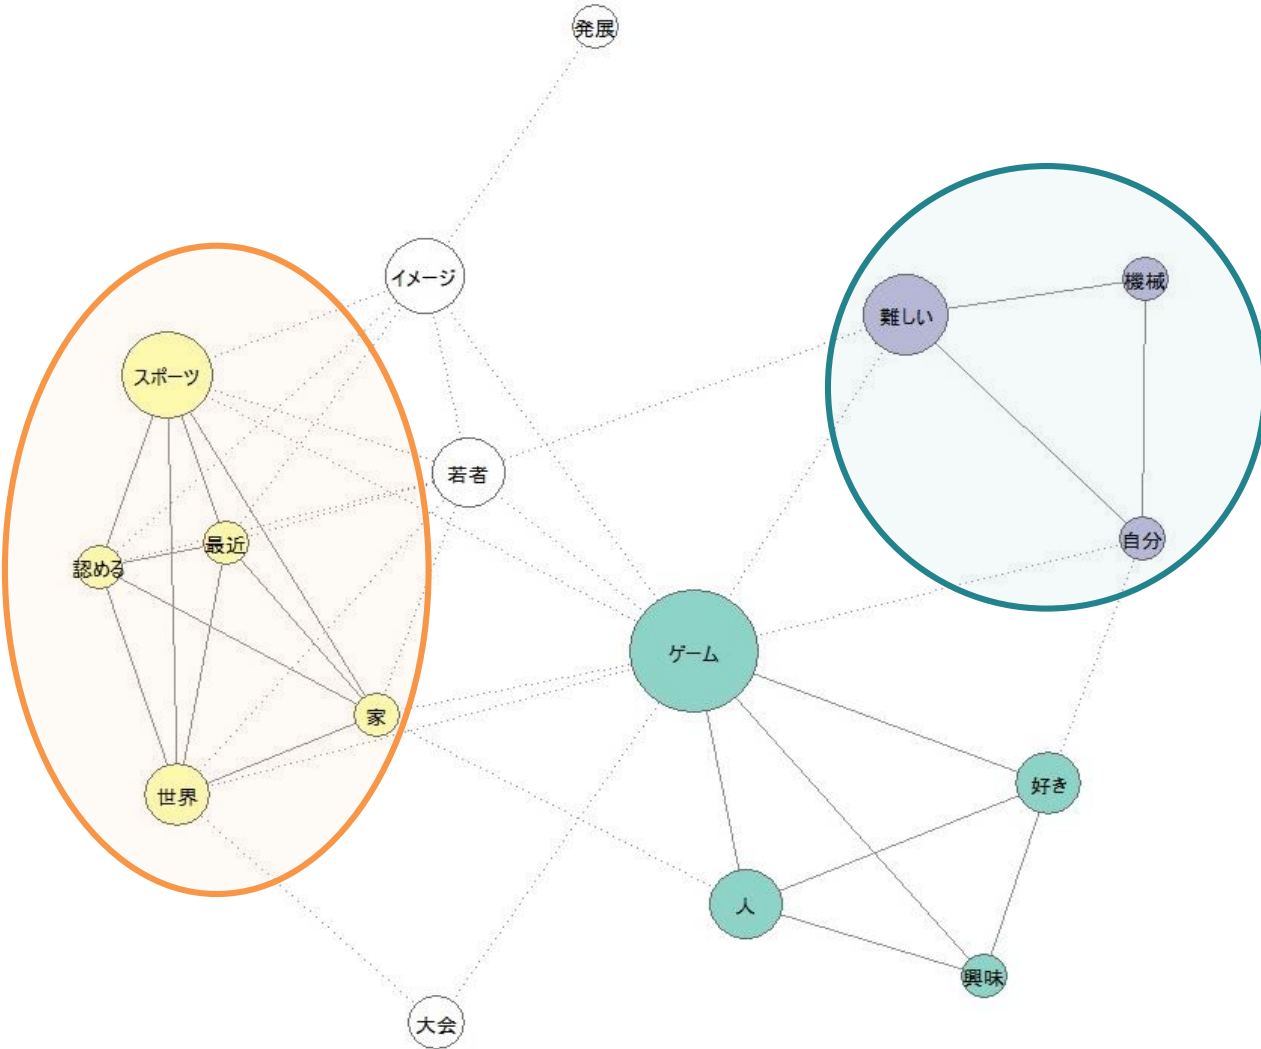 発展
イメージ
機械
難しい
スポーツ
若者
自分
最近
認める
ゲーム
家
好き
世界
人
興味
大会